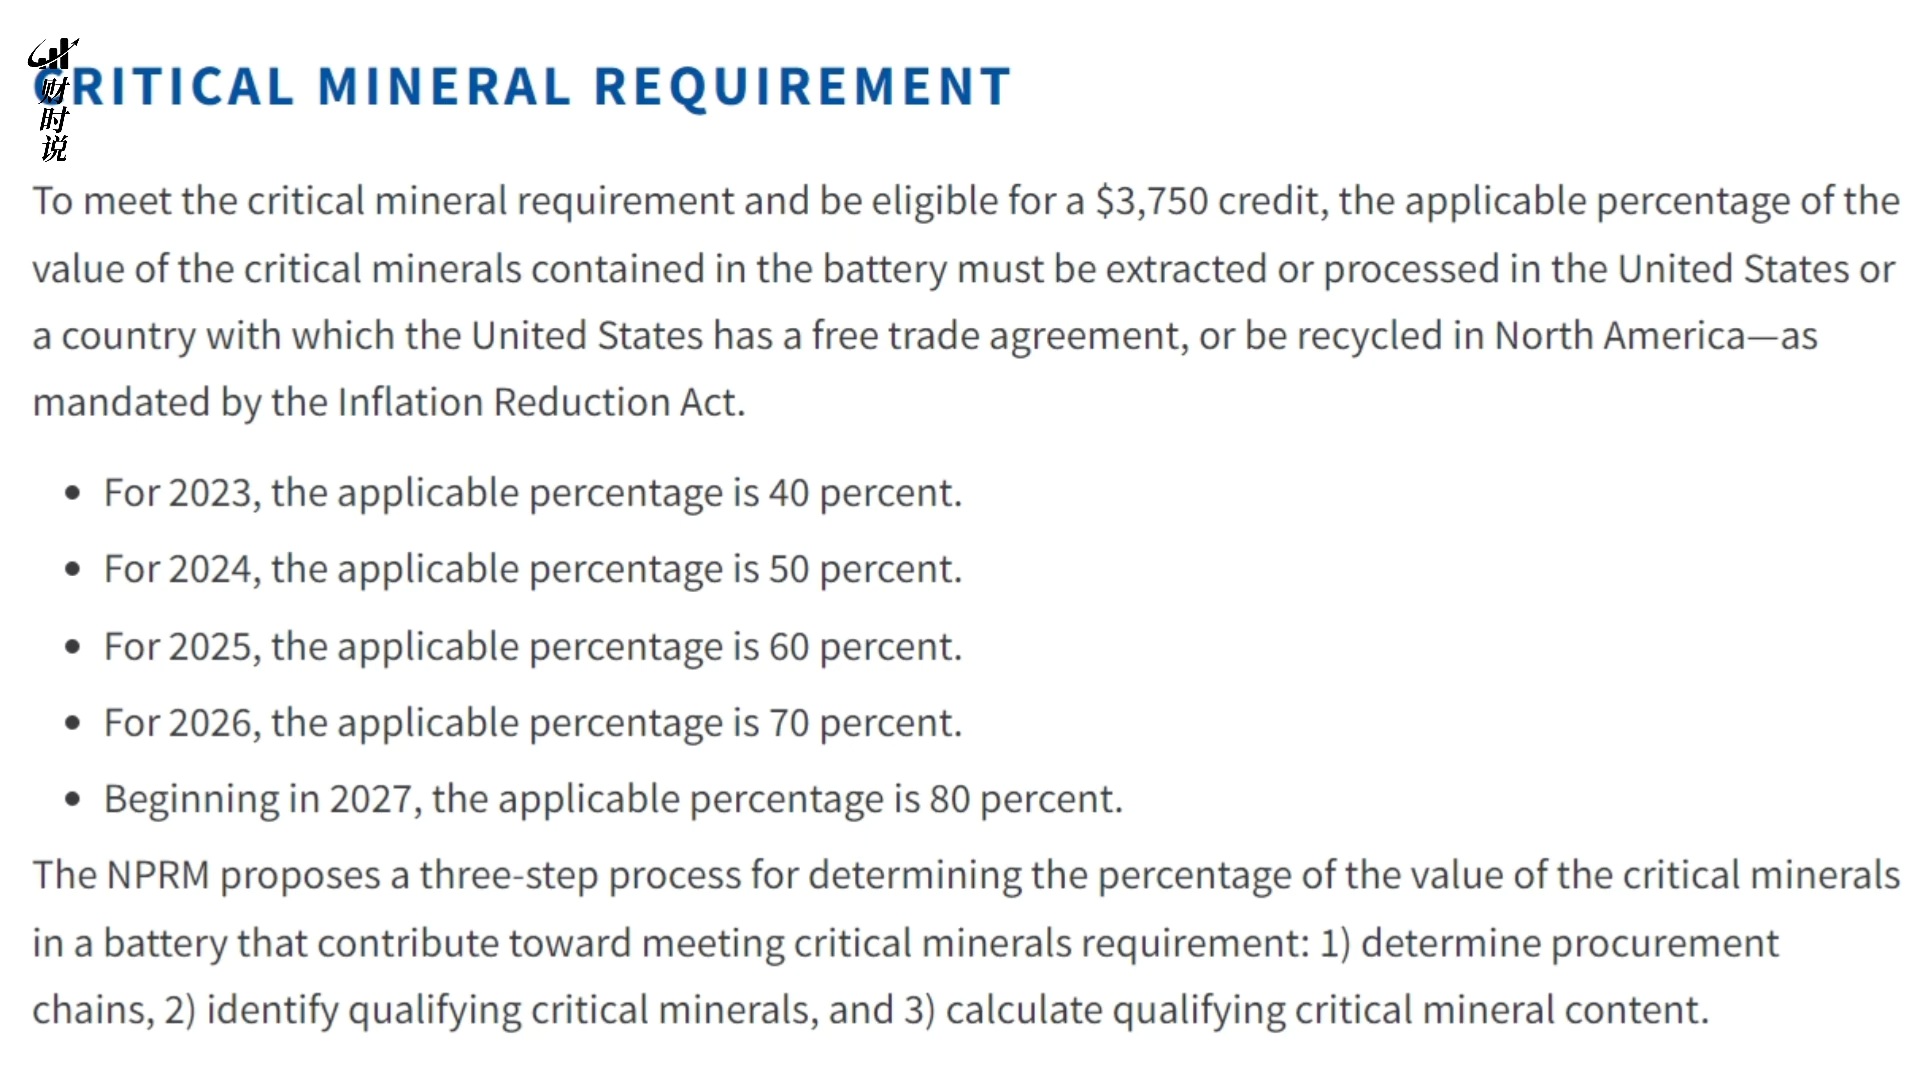 CRITICAL MINERAL REQUIREMENT
财时说
To meet the critical mineral requirement and be eligible for a $3,750 credit, the applicable percentage of the
value of the critical minerals contained in the battery must be extracted or processed in the United States or
a country with which the United States has a free trade agreement, or be recycled in North America—as
mandated by the Inflation Reduction Act.
• For 2023, the applicable percentage is 40 percent.
• For 2024, the applicable percentage is 50 percent.
• For 2025, the applicable percentage is 60 percent.
• For 2026, the applicable percentage is 70 percent.
• Beginning in 2027, the applicable percentage is 80 percent.
The NPRM proposes a three-step process for determining the percentage of the value of the critical minerals
in a battery that contribute toward meeting critical minerals requirement: 1) determine procurement
chains, 2) identify qualifying critical minerals, and 3) calculate qualifying critical mineral content.